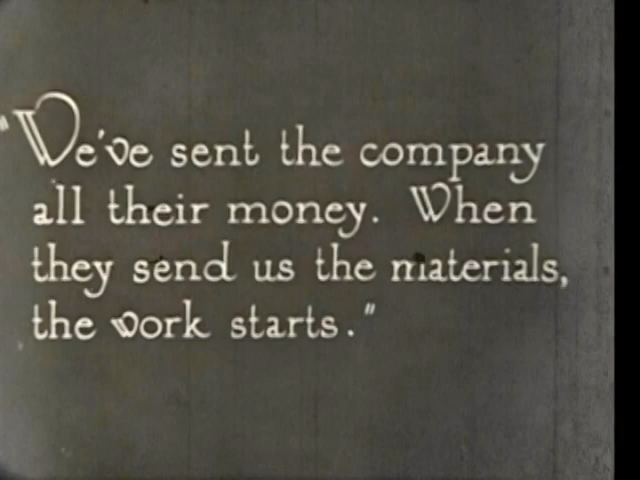 "We've sent the company
all their money. When
they send us the materials,
the work starts."